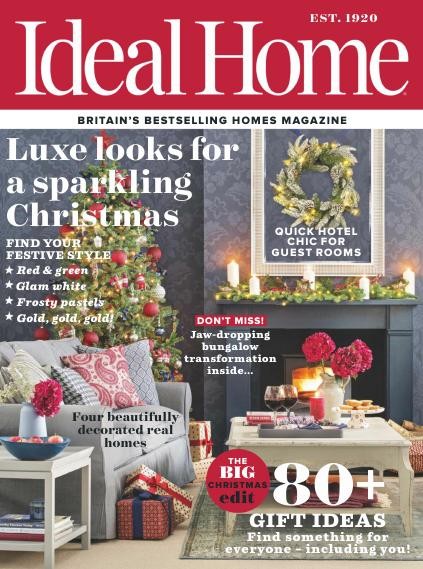 EST. 1920
Ideal Home
BRITAIN'S BESTSELLING HOMES MAGAZINE
Luxe looks for
a sparkling
Christmas
FIND YOUR
FESTIVE STYLE
★ Red & green
★ Glam white
★ Frosty pastels
★ Gold, gold, gold!
QUICK HOTEL
CHIC FOR
GUEST ROOMS
DON'T MISS!
Jaw-dropping
bungalow
transformation
inside...
Four beautifully
decorated real
homes
THE
BIG
CHRISTMAS
edit
80+
GIFT IDEAS
Find something for
everyone – including you!